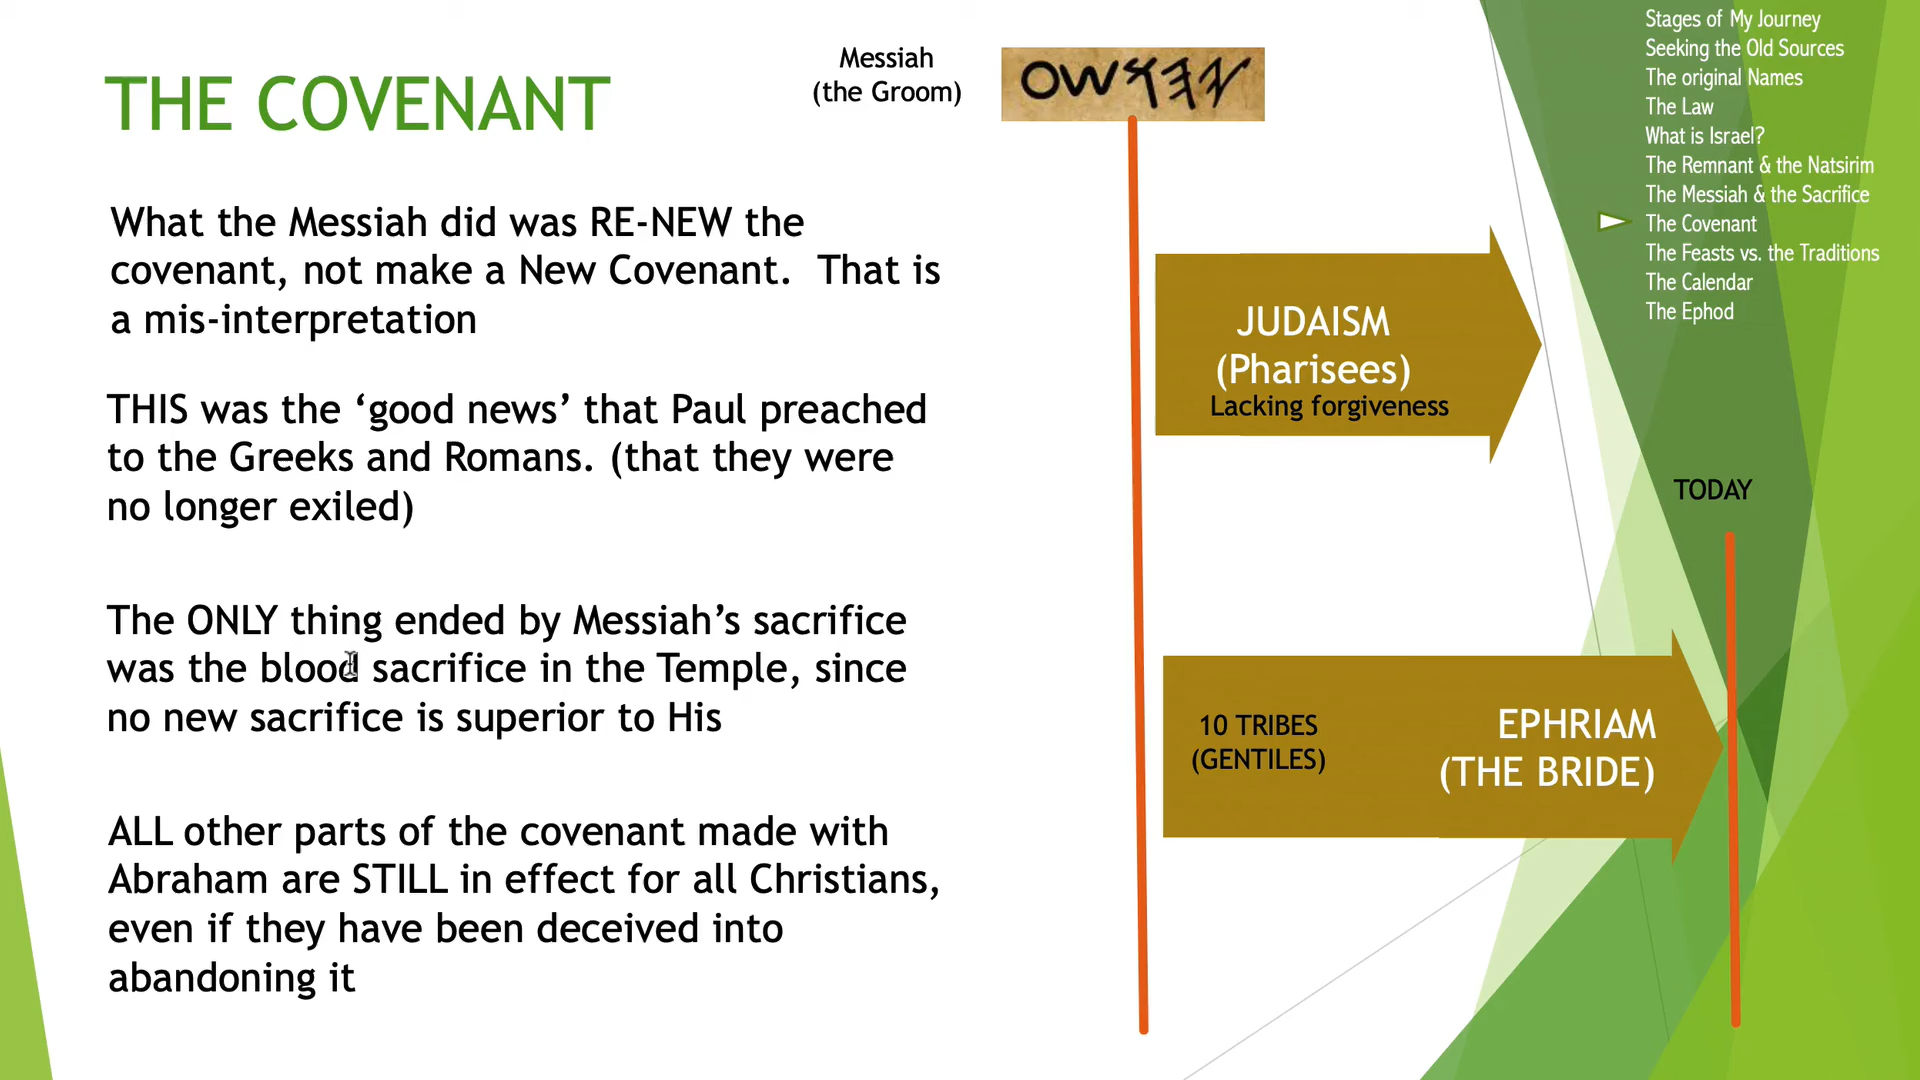 THE COVENANT
What the Messiah did was RE-NEW the
covenant, not make a New Covenant.  That is
a mis-interpretation
THIS was the ‘good news’ that Paul preached
to the Greeks and Romans. (that they were
no longer exiled)
The ONLY thing ended by Messiah’s sacrifice
was the blood sacrifice in the Temple, since
no new sacrifice is superior to His
ALL other parts of the covenant made with
Abraham are STILL in effect for all Christians,
even if they have been deceived into
abandoning it
Messiah
(the Groom)
𐤉𐤄𐤅𐤔𐤏
JUDAISM
(Pharisees)
Lacking forgiveness
TODAY
10 TRIBES
(GENTILES)
EPHRIAM
(THE BRIDE)
Stages of My Journey
Seeking the Old Sources
The original Names
The Law
What is Israel?
The Remnant & the Natsirim
The Messiah & the Sacrifice
The Covenant
The Feasts vs. the Traditions
The Calendar
The Ephod